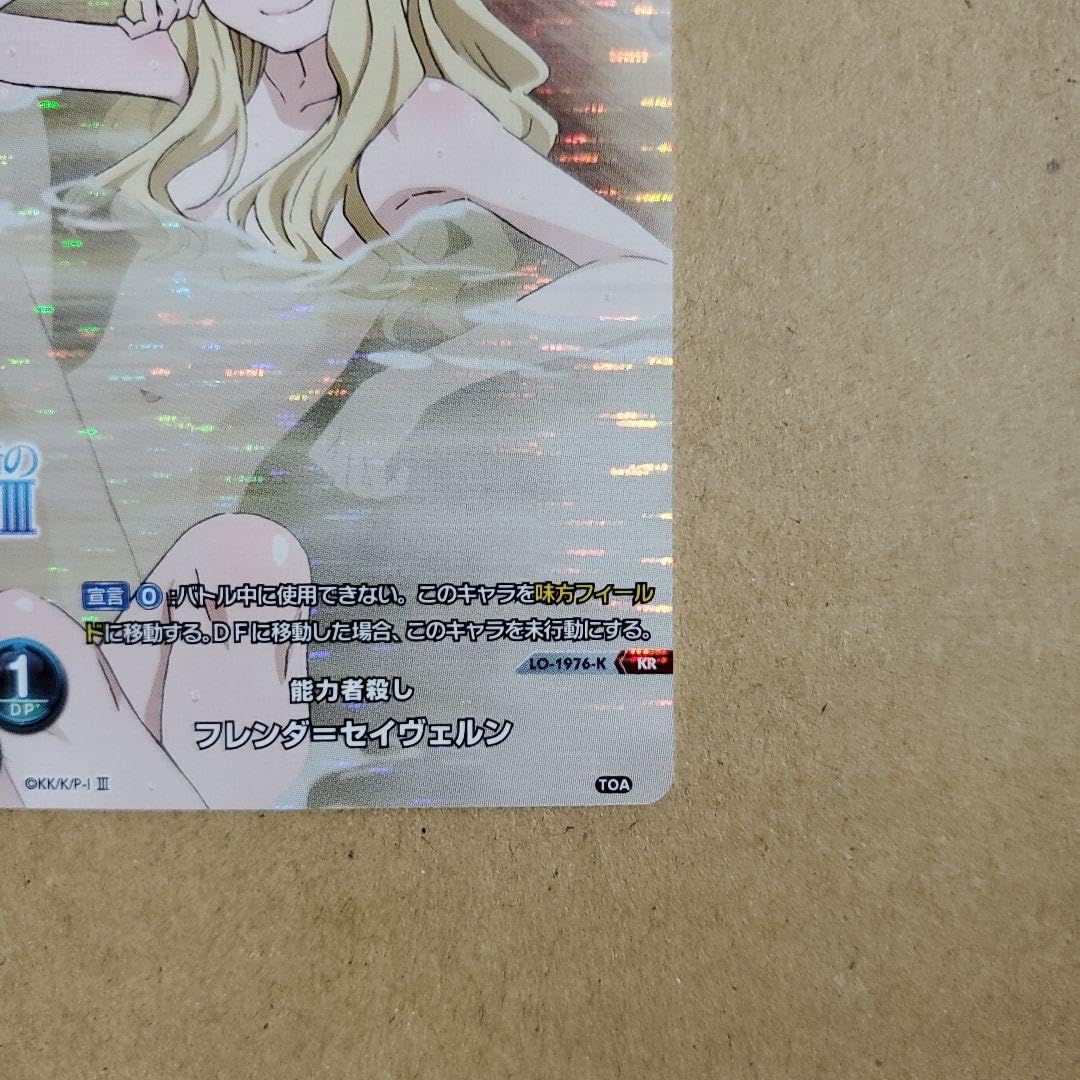 の
III
宣言 0 :バトル中に使用できない。このキャラを味方フィール
ドに移動する。DFに移動した場合、このキャラを未行動にする。
LO-1976-K KR
1
DP
能力者殺し
フレンダ=セイヴェルン
©KK/K/P-I III
TOA